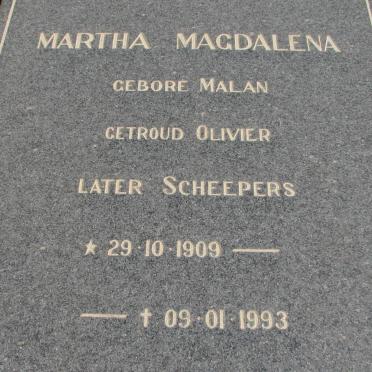 MARTHA MAGDALENA
GEBORE MALAN
GETROUD OLIVIER
LATER SCHEEPERS
★ 29·10·1909 —
— † 09·01·1993